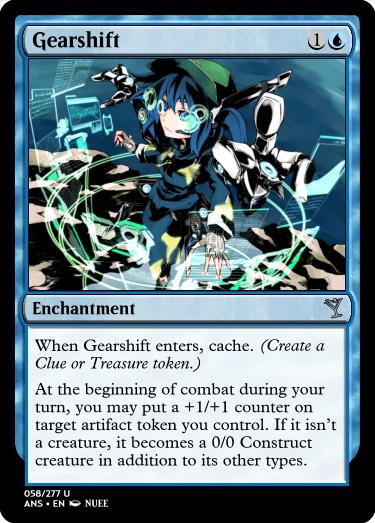 Gearshift 1
Enchantment
When Gearshift enters, cache. (Create a
Clue or Treasure token.)
At the beginning of combat during your
turn, you may put a +1/+1 counter on
target artifact token you control. If it isn't
a creature, it becomes a 0/0 Construct
creature in addition to its other types.
058/277 U
ANS • EN NUEE